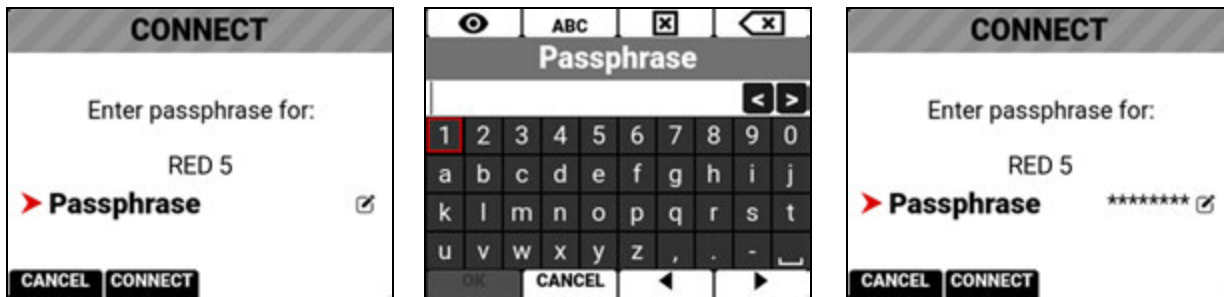 CONNECT
Enter passphrase for:
RED 5
Passphrase
CANCEL CONNECT
ABC
Passphrase
< >
1 2 3 4 5 6 7 8 9 0
a b c d e f g h i j
k l m n o p q r s t
u v w x y z , . -
OK CANCEL
CONNECT
Enter passphrase for:
RED 5
Passphrase ********
CANCEL CONNECT